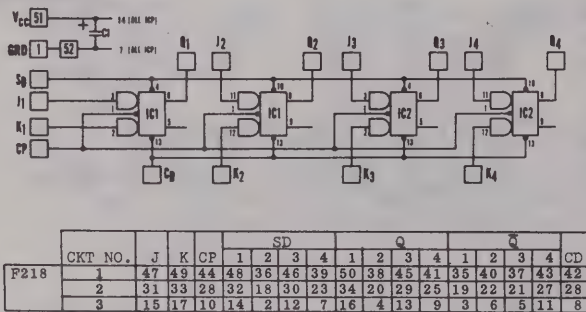 VCC 51 + C1 14 (ALL ICP)
GRD 1 52 7 (ALL ICP)
Q1 J2 Q2 J3 Q3 J4 Q4
SD
J1 IC1 IC1 IC2 IC2
K1
CP
CD K2 K3 K4
SD Q Q̅
CKT NO. J K CP 1 2 3 4 1 2 3 4 1 2 3 4 CD
F218 1 47 49 44 48 36 46 39 50 38 45 41 35 40 37 43 42
2 31 33 28 32 18 30 23 34 20 29 25 19 22 21 27 28
3 15 17 10 14 2 12 7 16 4 13 9 3 6 5 11 8